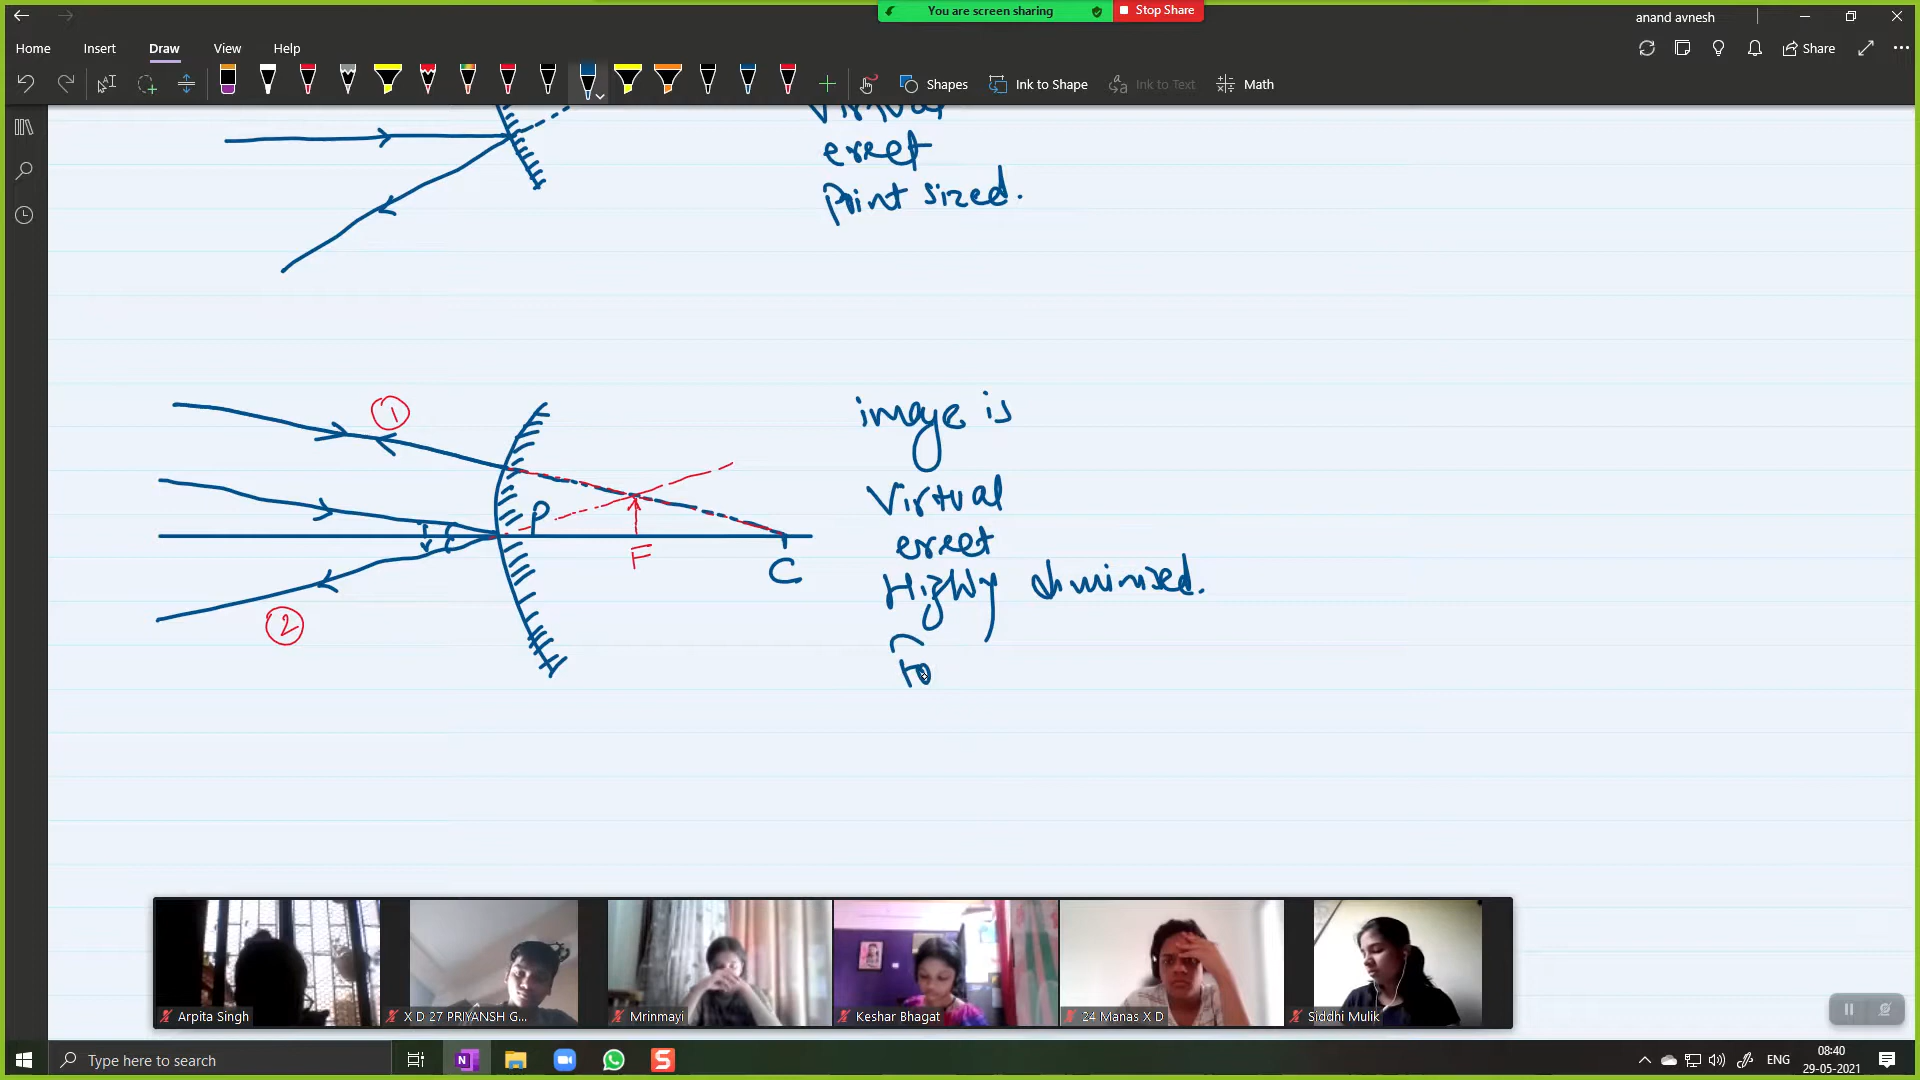 You are screen sharing
Stop Share
anand avnesh
Home Insert Draw View Help
Share
Shapes
Ink to Shape
Ink to Text
Math
Virtual
erect
Point sized.
1
image is
Virtual
P
erect
F
C
Highly diminised.
2
to
Arpita Singh
X D 27 PRIYANSH G...
Mrinmayi
Keshar Bhagat
24 Manas X D
Siddhi Mulik
Type here to search
N
S
ENG
08:40
29-05-2021